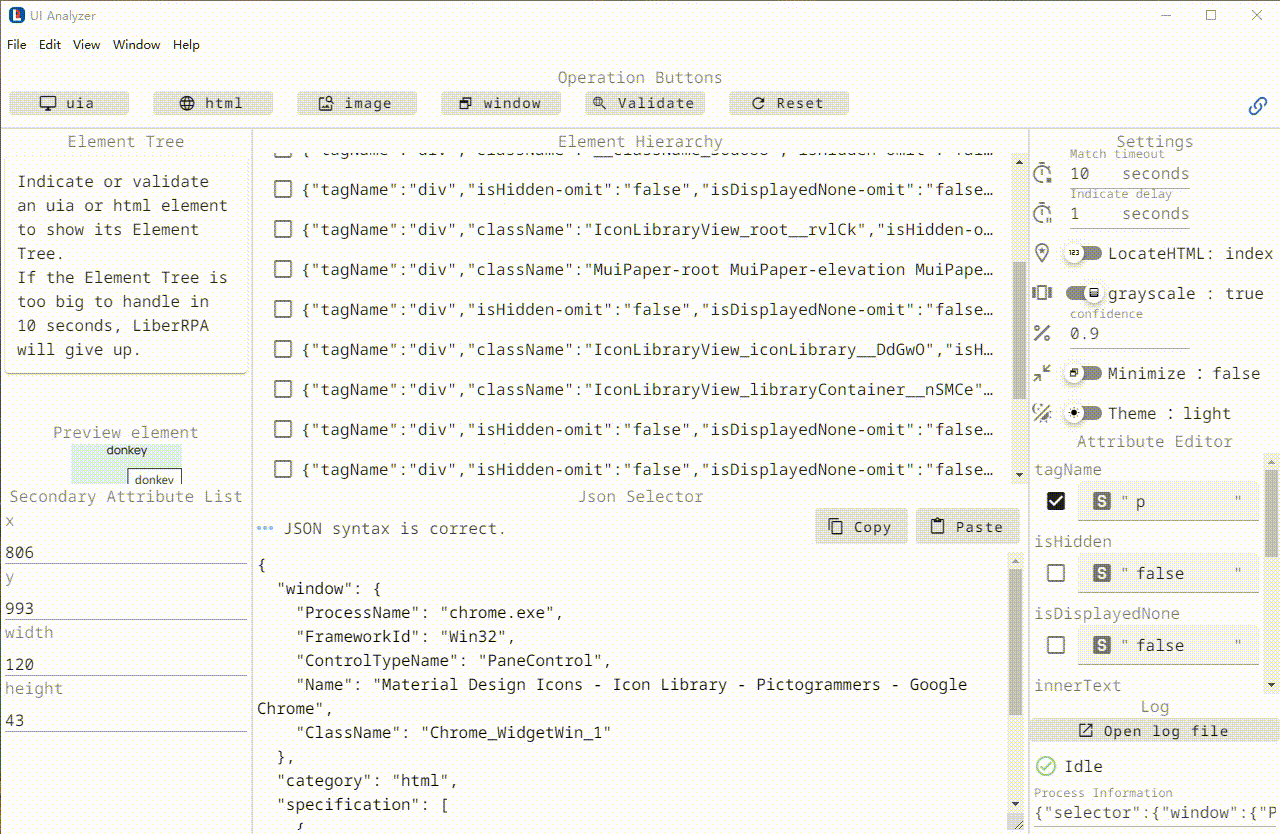 UI Analyzer
File Edit View Window Help
Operation Buttons
uia html image window Validate Reset
Element Tree
Indicate or validate
an uia or html element
to show its Element
Tree.
If the Element Tree is
too big to handle in
10 seconds, LiberRPA
will give up.
Preview element
donkey
donkey
Secondary Attribute List
x
806
y
993
width
120
height
43
Element Hierarchy
{"tagName":"div","isHidden-omit":"false","isDisplayedNone-omit":"false…
{"tagName":"div","className":"IconLibraryView_root__rvlCk","isHidden-o…
{"tagName":"div","className":"MuiPaper-root MuiPaper-elevation MuiPape…
{"tagName":"div","isHidden-omit":"false","isDisplayedNone-omit":"false…
{"tagName":"div","className":"IconLibraryView_iconLibrary__DdGwO","isH…
{"tagName":"div","className":"IconLibraryView_libraryContainer__nSMCe"…
{"tagName":"div","isHidden-omit":"false","isDisplayedNone-omit":"false…
{"tagName":"div","isHidden-omit":"false","isDisplayedNone-omit":"false…
Json Selector
JSON syntax is correct.
Copy Paste
{
"window": {
"ProcessName": "chrome.exe",
"FrameworkId": "Win32",
"ControlTypeName": "PaneControl",
"Name": "Material Design Icons - Icon Library - Pictogrammers - Google
Chrome",
"ClassName": "Chrome_WidgetWin_1"
},
"category": "html",
"specification": [
{
Settings
Match timeout
10 seconds
Indicate delay
1 seconds
123 LocateHTML: index
grayscale : true
confidence
0.9
Minimize : false
Theme : light
Attribute Editor
tagName
S " p "
isHidden
S " false "
isDisplayedNone
S " false "
innerText
Log
Open log file
Idle
Process Information
{"selector":{"window":{"P